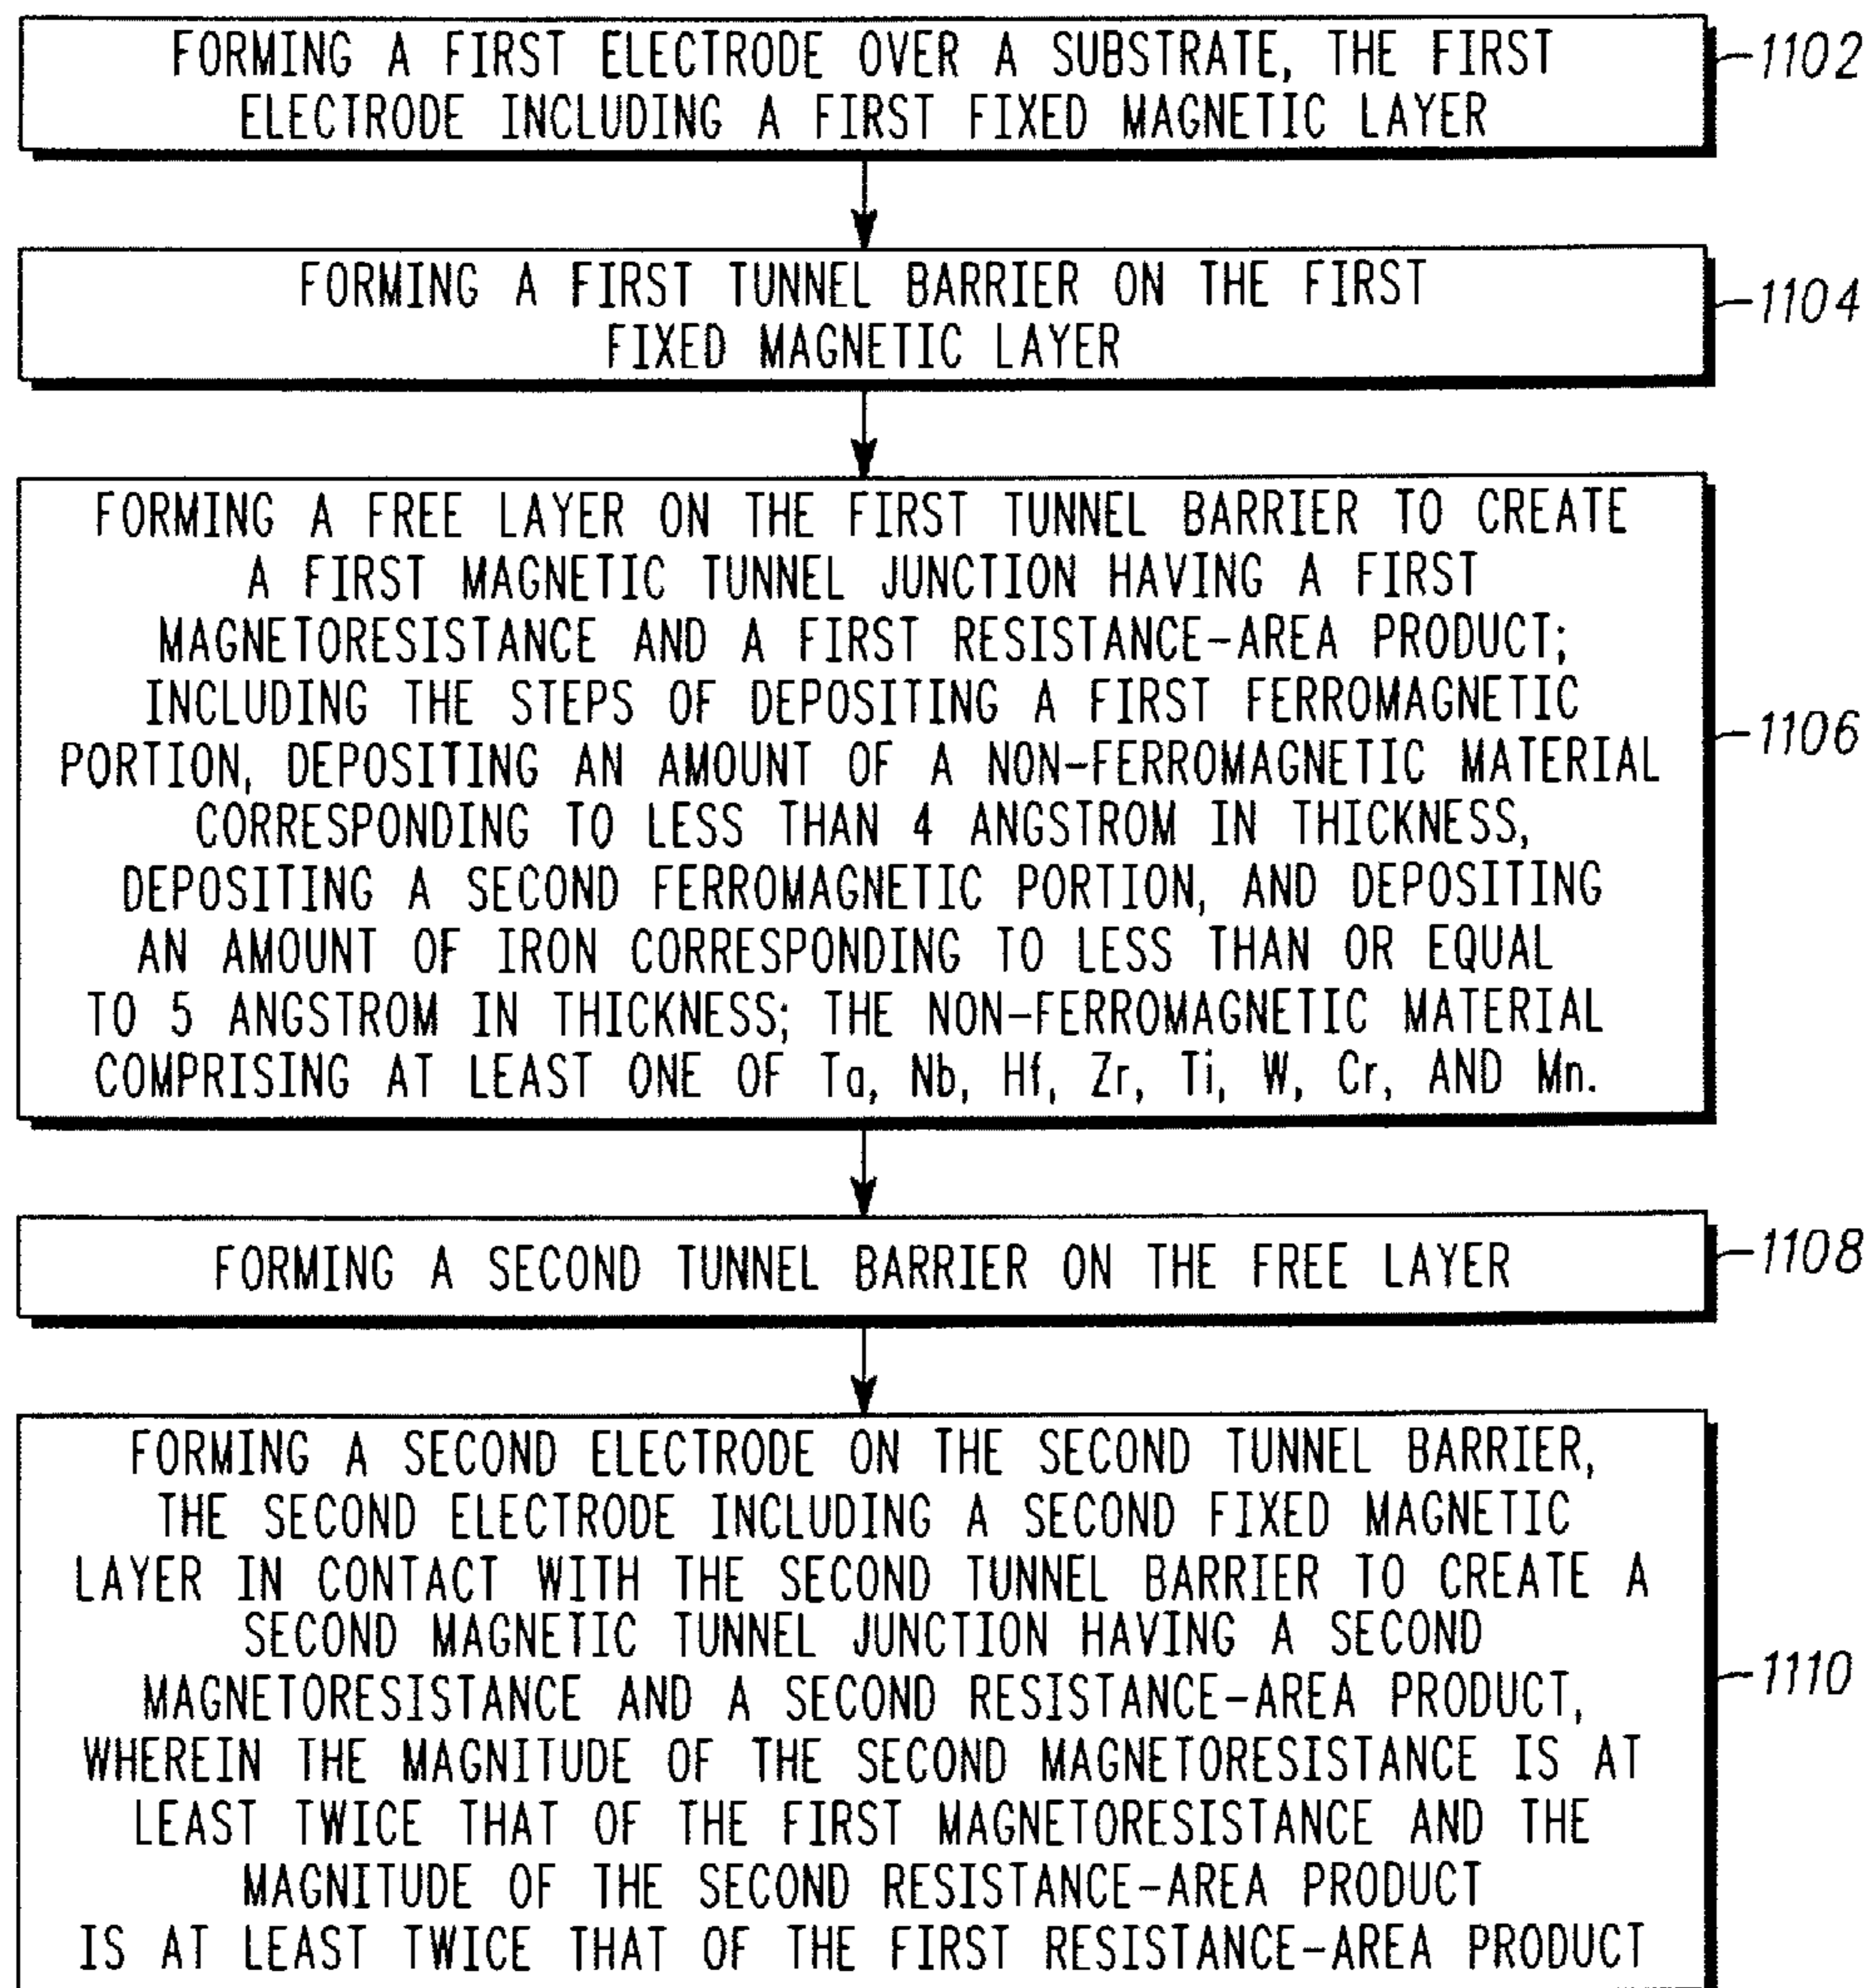 FORMING A FIRST ELECTRODE OVER A SUBSTRATE, THE FIRST
ELECTRODE INCLUDING A FIRST FIXED MAGNETIC LAYER
1102
FORMING A FIRST TUNNEL BARRIER ON THE FIRST
FIXED MAGNETIC LAYER
1104
FORMING A FREE LAYER ON THE FIRST TUNNEL BARRIER TO CREATE
A FIRST MAGNETIC TUNNEL JUNCTION HAVING A FIRST
MAGNETORESISTANCE AND A FIRST RESISTANCE-AREA PRODUCT;
INCLUDING THE STEPS OF DEPOSITING A FIRST FERROMAGNETIC
PORTION, DEPOSITING AN AMOUNT OF A NON-FERROMAGNETIC MATERIAL
CORRESPONDING TO LESS THAN 4 ANGSTROM IN THICKNESS,
DEPOSITING A SECOND FERROMAGNETIC PORTION, AND DEPOSITING
AN AMOUNT OF IRON CORRESPONDING TO LESS THAN OR EQUAL
TO 5 ANGSTROM IN THICKNESS; THE NON-FERROMAGNETIC MATERIAL
COMPRISING AT LEAST ONE OF Ta, Nb, Hf, Zr, Ti, W, Cr, AND Mn.
1106
FORMING A SECOND TUNNEL BARRIER ON THE FREE LAYER
1108
FORMING A SECOND ELECTRODE ON THE SECOND TUNNEL BARRIER,
THE SECOND ELECTRODE INCLUDING A SECOND FIXED MAGNETIC
LAYER IN CONTACT WITH THE SECOND TUNNEL BARRIER TO CREATE A
SECOND MAGNETIC TUNNEL JUNCTION HAVING A SECOND
MAGNETORESISTANCE AND A SECOND RESISTANCE-AREA PRODUCT,
WHEREIN THE MAGNITUDE OF THE SECOND MAGNETORESISTANCE IS AT
LEAST TWICE THAT OF THE FIRST MAGNETORESISTANCE AND THE
MAGNITUDE OF THE SECOND RESISTANCE-AREA PRODUCT
IS AT LEAST TWICE THAT OF THE FIRST RESISTANCE-AREA PRODUCT
1110